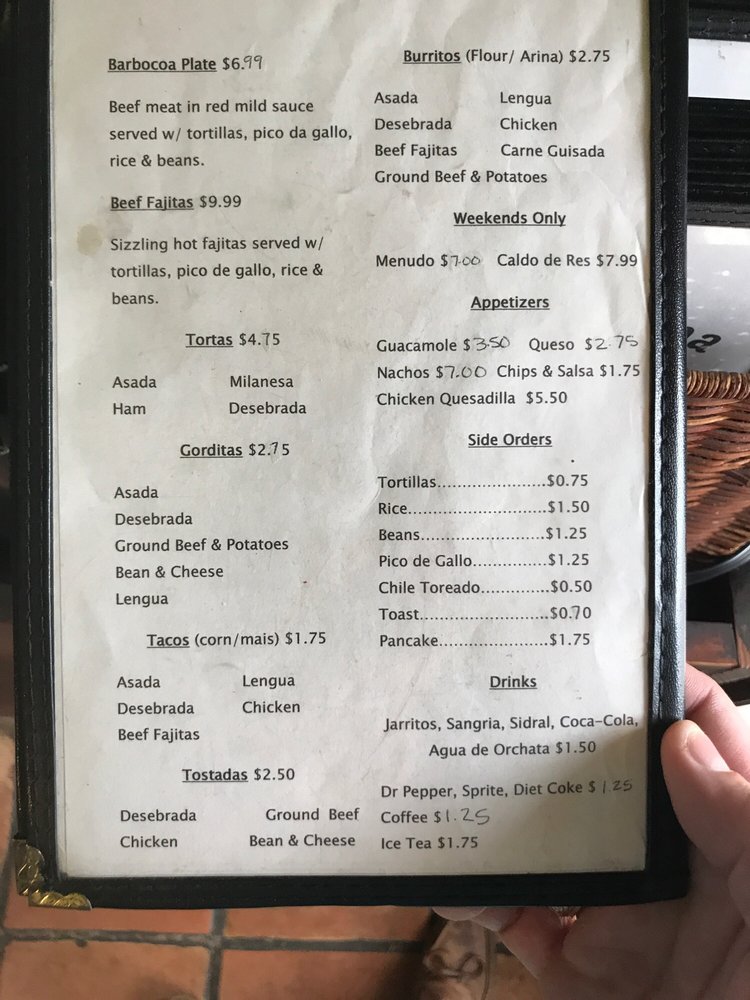 Barbocoa Plate $6.99
Beef meat in red mild sauce
served w/ tortillas, pico da gallo,
rice & beans.
Beef Fajitas $9.99
Sizzling hot fajitas served w/
tortillas, pico de gallo, rice &
beans.
Tortas $4.75
Asada Milanesa
Ham Desebrada
Gorditas $2.75
Asada
Desebrada
Ground Beef & Potatoes
Bean & Cheese
Lengua
Tacos (corn/mais) $1.75
Asada Lengua
Desebrada Chicken
Beef Fajitas
Tostadas $2.50
Desebrada Ground Beef
Chicken Bean & Cheese
Burritos (Flour/ Arina) $2.75
Asada Lengua
Desebrada Chicken
Beef Fajitas Carne Guisada
Ground Beef & Potatoes
Weekends Only
Menudo $7.00 Caldo de Res $7.99
Appetizers
Guacamole $3.50 Queso $2.75
Nachos $7.00 Chips & Salsa $1.75
Chicken Quesadilla $5.50
Side Orders
Tortillas......................$0.75
Rice............................$1.50
Beans.........................$1.25
Pico de Gallo...............$1.25
Chile Toreado..............$0.50
Toast..........................$0.70
Pancake......................$1.75
Drinks
Jarritos, Sangria, Sidral, Coca-Cola,
Agua de Orchata $1.50
Dr Pepper, Sprite, Diet Coke $1.25
Coffee $1.25
Ice Tea $1.75